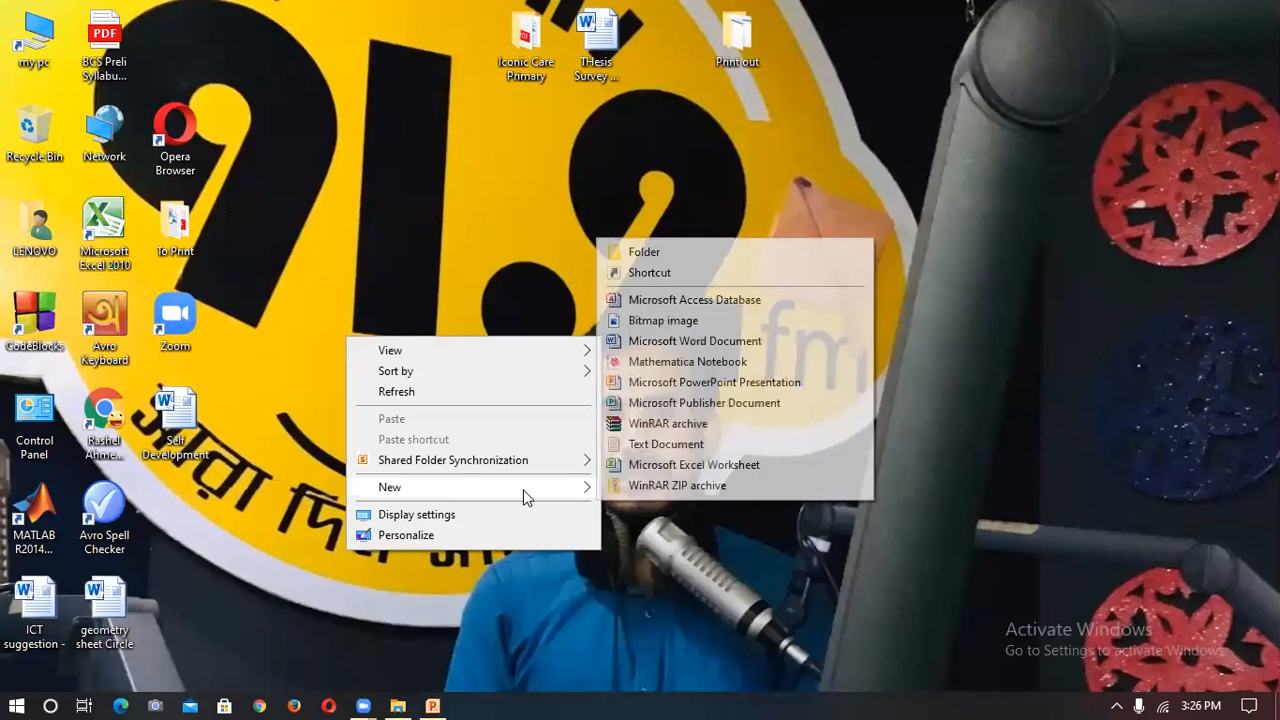 my pc
PDF
BCS Preli
Syllabu...
Iconic Care
Primary
THesis
Survey ...
Print out
Recycle Bin
Network
Opera
Browser
LENOVO
Microsoft
Excel 2010
To Print
CodeBlocks
Avro
Keyboard
Zoom
Control
Panel
Rashel
Ahme...
Self
Development
MATLAB
R2014...
Avro Spell
Checker
ICT
suggestion -
geometry
sheet Circle
৭১.২
fm
সারা দিন
View
Sort by
Refresh
Paste
Paste shortcut
Shared Folder Synchronization
New
Display settings
Personalize
Folder
Shortcut
Microsoft Access Database
Bitmap image
Microsoft Word Document
Mathematica Notebook
Microsoft PowerPoint Presentation
Microsoft Publisher Document
WinRAR archive
Text Document
Microsoft Excel Worksheet
WinRAR ZIP archive
Activate Windows
Go to Settings to activate Windows.
3:26 PM